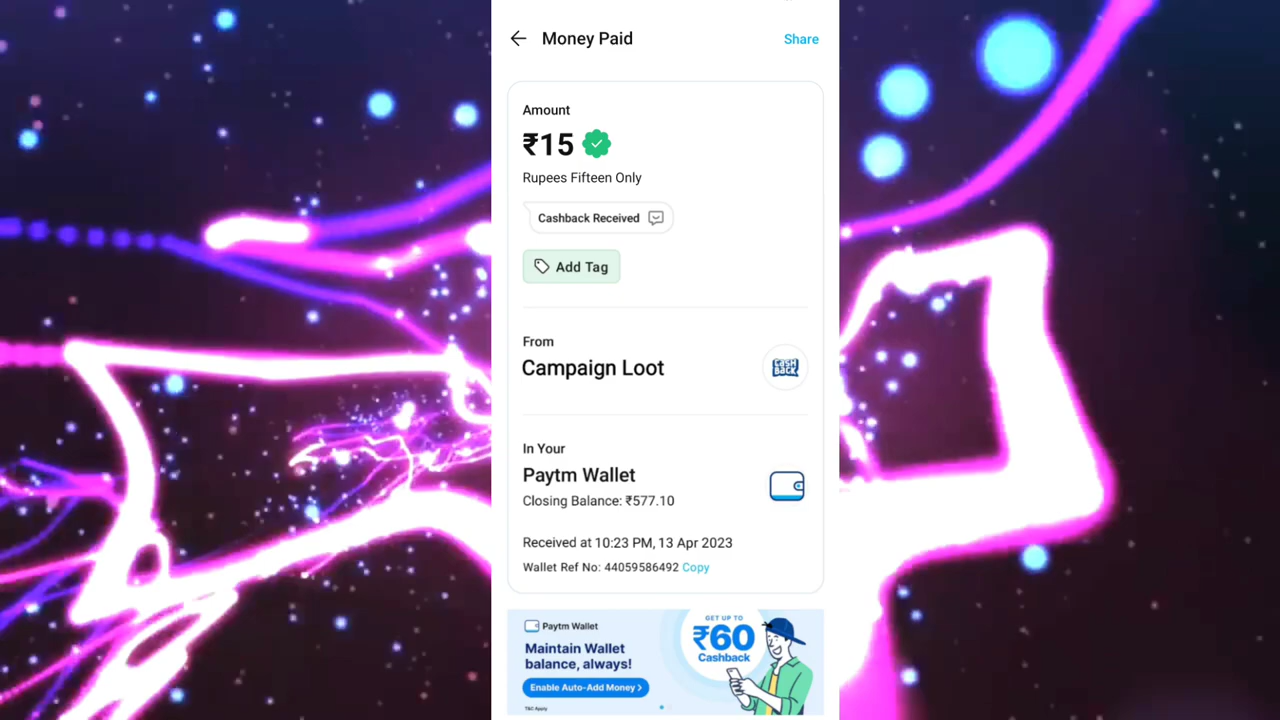 Money Paid
Share
Amount
₹15
Rupees Fifteen Only
Cashback Received
Add Tag
From
Campaign Loot
CASH
BACK
In Your
Paytm Wallet
Closing Balance: ₹577.10
Received at 10:23 PM, 13 Apr 2023
Wallet Ref No: 44059586492 Copy
Paytm Wallet
Maintain Wallet
balance, always!
Enable Auto-Add Money >
T&C Apply
GET UP TO
₹60
Cashback